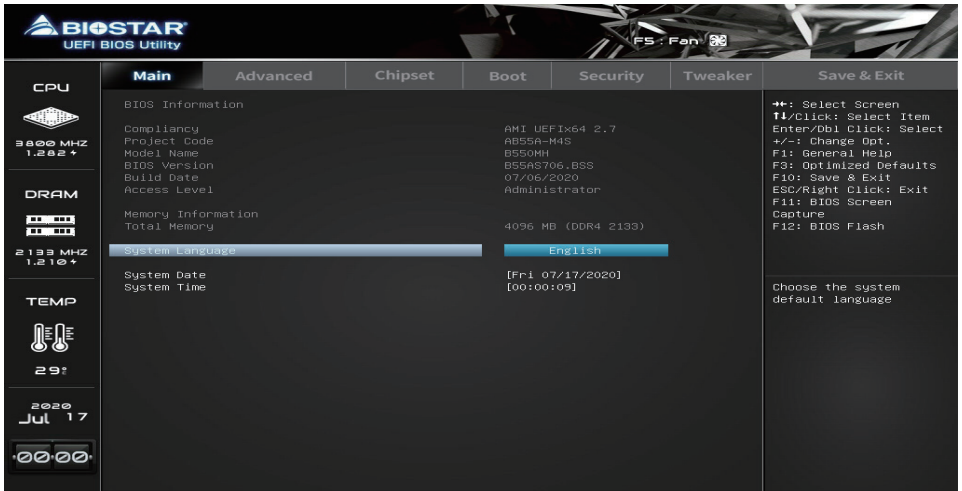 BIOSTAR
UEFI BIOS Utility
F5 : Fan
Main Advanced Chipset Boot Security Tweaker Save & Exit
CPU
3800 MHZ
1.282
DRAM
2133 MHZ
1.210
TEMP
29
2020
Jul 17
00:00
BIOS Information
Compliancy AMI UEFIx64 2.7
Project Code AB55A-M4S
Model Name B550MH
BIOS Version B55AS706.BSS
Build Date 07/06/2020
Access Level Administrator
Memory Information
Total Memory 4096 MB (DDR4 2133)
System Language English
System Date [Fri 07/17/2020]
System Time [00:00:09]
→←: Select Screen
↑↓/Click: Select Item
Enter/Dbl Click: Select
+/-: Change Opt.
F1: General Help
F3: Optimized Defaults
F10: Save & Exit
ESC/Right Click: Exit
F11: BIOS Screen
Capture
F12: BIOS Flash
Choose the system
default language